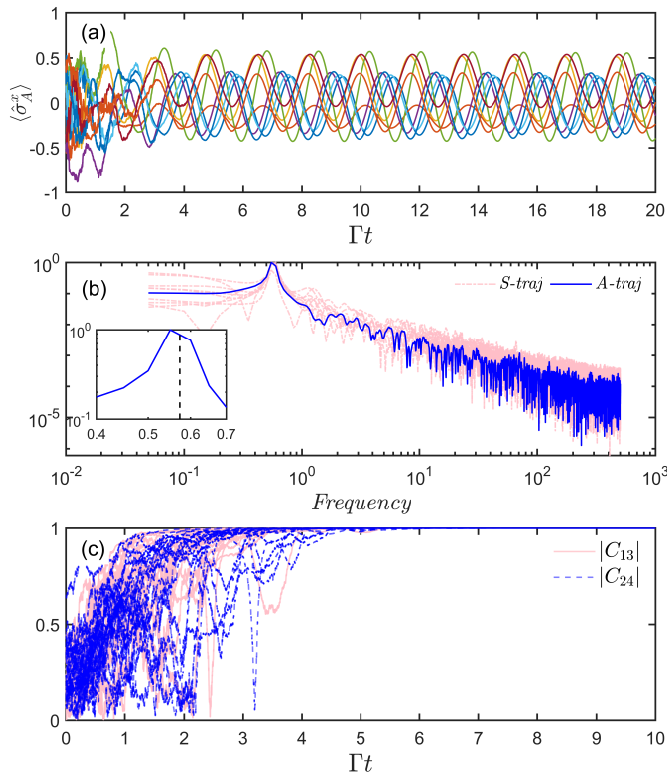 (a)
1
0.5
0
-0.5
-1
⟨σ̂ᴬˣ⟩
0 2 4 6 8 10 12 14 16 18 20
Γt
(b)
10⁰
10⁻⁵
S-traj A-traj
10⁰
10⁻¹
0.4 0.5 0.6 0.7
10⁻² 10⁻¹ 10⁰ 10¹ 10² 10³
Frequency
(c)
1
0.5
0
|C₁₃|
|C₂₄|
0 1 2 3 4 5 6 7 8 9 10
Γt